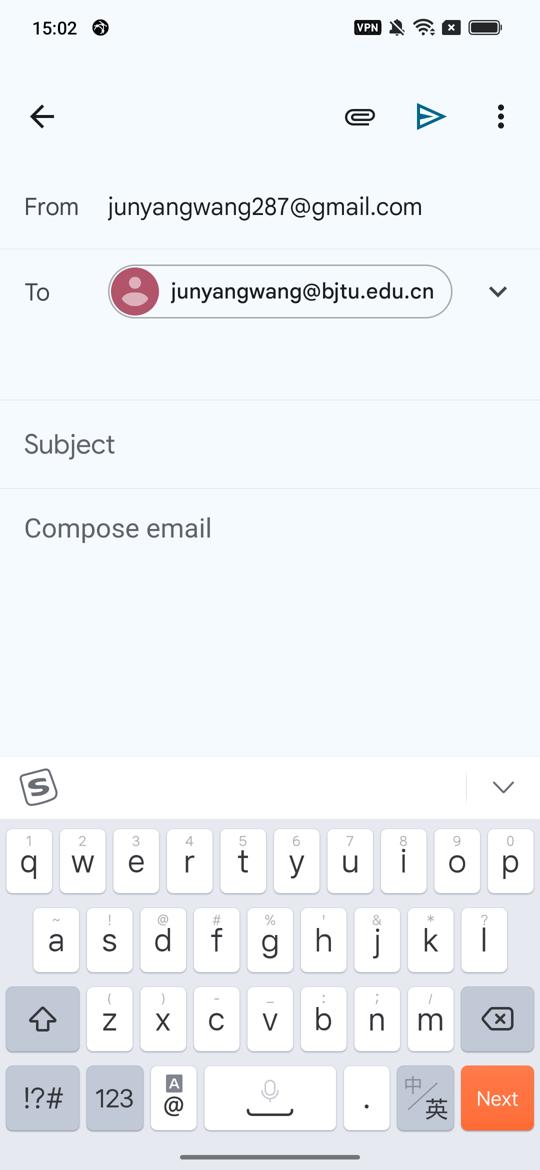 15:02 VPN
From junyangwang287@gmail.com
To junyangwang@bjtu.edu.cn
Subject
Compose email
S
1 2 3 4 5 6 7 8 9 0
q w e r t y u i o p
~ ! @ # % ' & * ?
a s d f g h j k l
( ) - _ : ; /
z x c v b n m
!?# 123 A @ . 中/英 Next